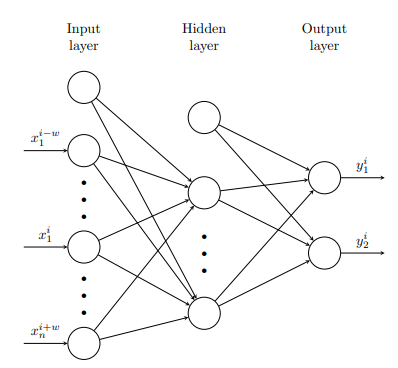 Input layer
Hidden layer
Output layer
x_1^{i-w}
x_1^i
x_n^{i+w}
y_1^i
y_2^i